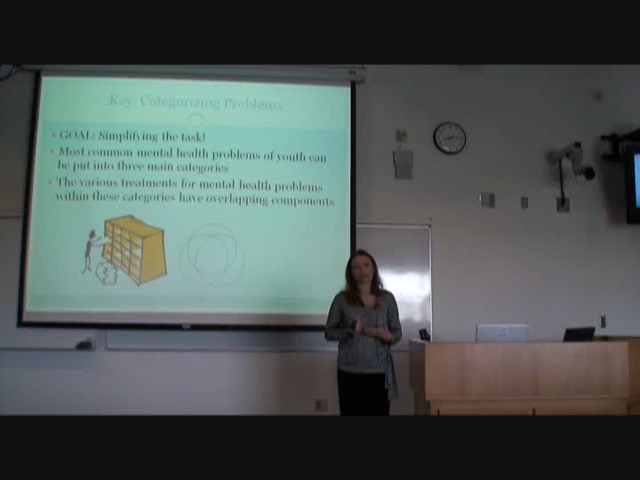 Key: Categorizing Problems
GOAL: Simplifying the task!
Most common mental health problems of youth can
be put into three main categories
The various treatments for mental health problems
within these categories have overlapping components